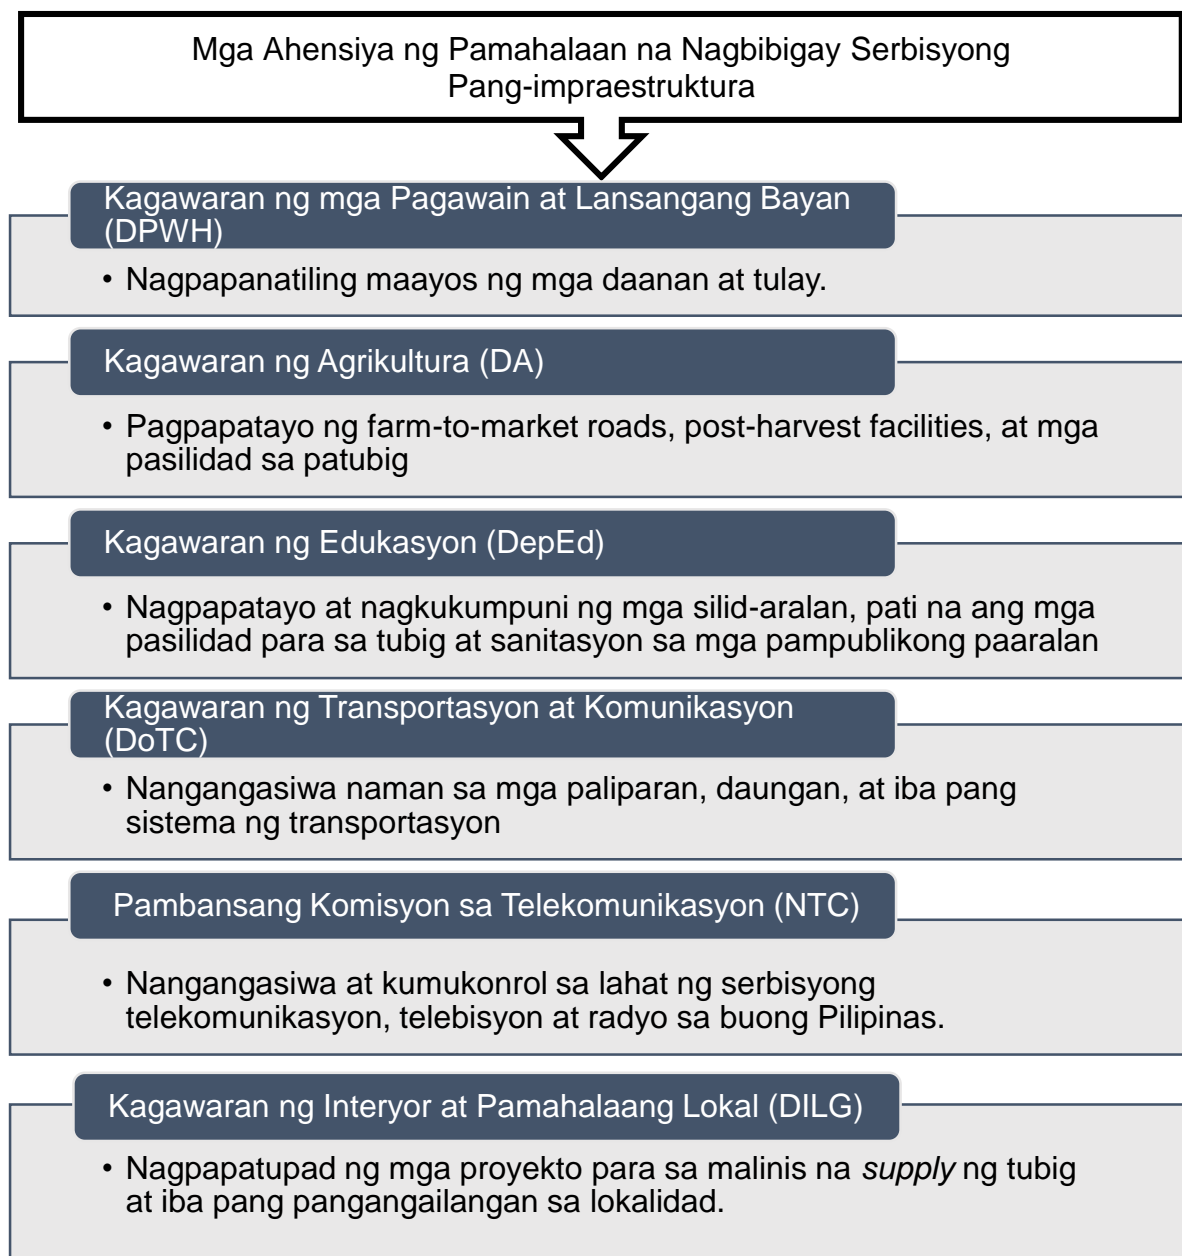 Mga Ahensiya ng Pamahalaan na Nagbibigay Serbisyong
Pang-impraestruktura
Kagawaran ng mga Pagawain at Lansangang Bayan
(DPWH)
• Nagpapanatiling maayos ng mga daanan at tulay.
Kagawaran ng Agrikultura (DA)
• Pagpapatayo ng farm-to-market roads, post-harvest facilities, at mga
pasilidad sa patubig
Kagawaran ng Edukasyon (DepEd)
• Nagpapatayo at nagkukumpuni ng mga silid-aralan, pati na ang mga
pasilidad para sa tubig at sanitasyon sa mga pampublikong paaralan
Kagawaran ng Transportasyon at Komunikasyon
(DoTC)
• Nangangasiwa naman sa mga paliparan, daungan, at iba pang
sistema ng transportasyon
Pambansang Komisyon sa Telekomunikasyon (NTC)
• Nangangasiwa at kumukonrol sa lahat ng serbisyong
telekomunikasyon, telebisyon at radyo sa buong Pilipinas.
Kagawaran ng Interyor at Pamahalaang Lokal (DILG)
• Nagpapatupad ng mga proyekto para sa malinis na supply ng tubig
at iba pang pangangailangan sa lokalidad.